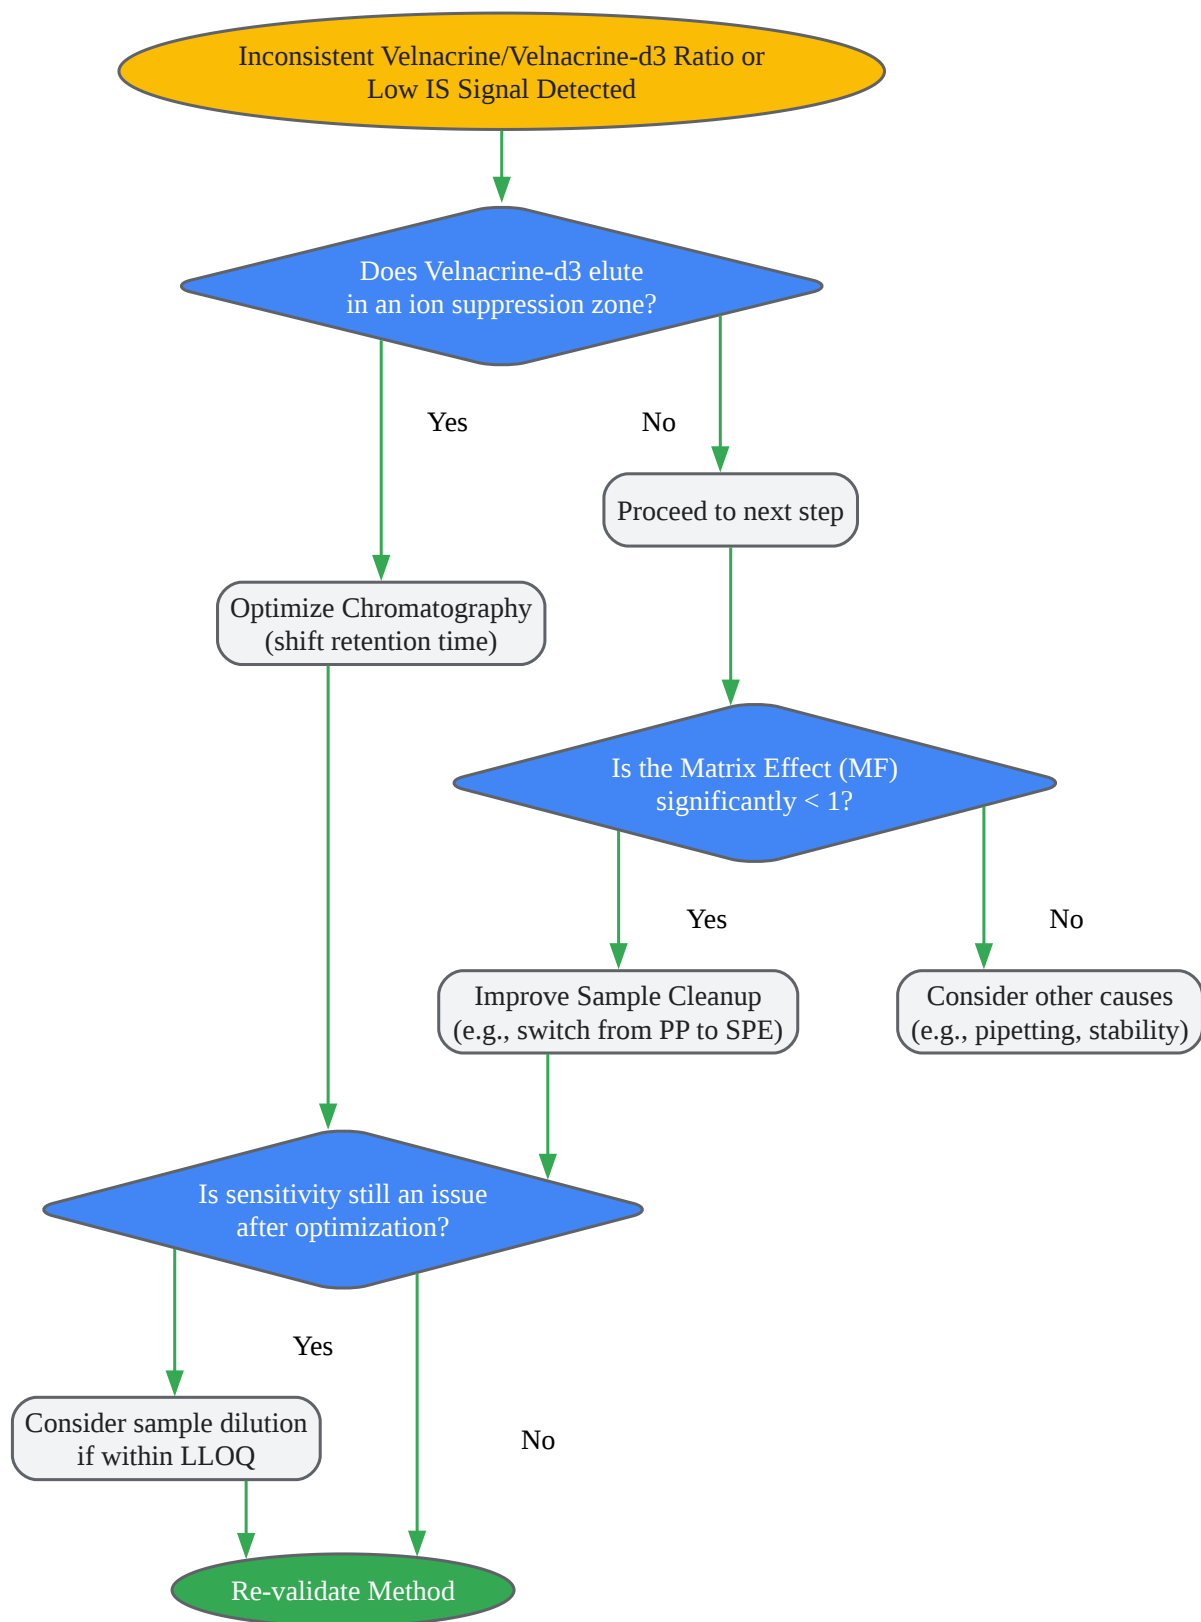 Inconsistent Velnacrine/Velnacrine-d3 Ratio or
Low IS Signal Detected
Does Velnacrine-d3 elute
in an ion suppression zone?
Yes
No
Proceed to next step
Optimize Chromatography
(shift retention time)
Is the Matrix Effect (MF)
significantly < 1?
Yes
No
Improve Sample Cleanup
(e.g., switch from PP to SPE)
Consider other causes
(e.g., pipetting, stability)
Is sensitivity still an issue
after optimization?
Yes
No
Consider sample dilution
if within LLOQ
Re-validate Method